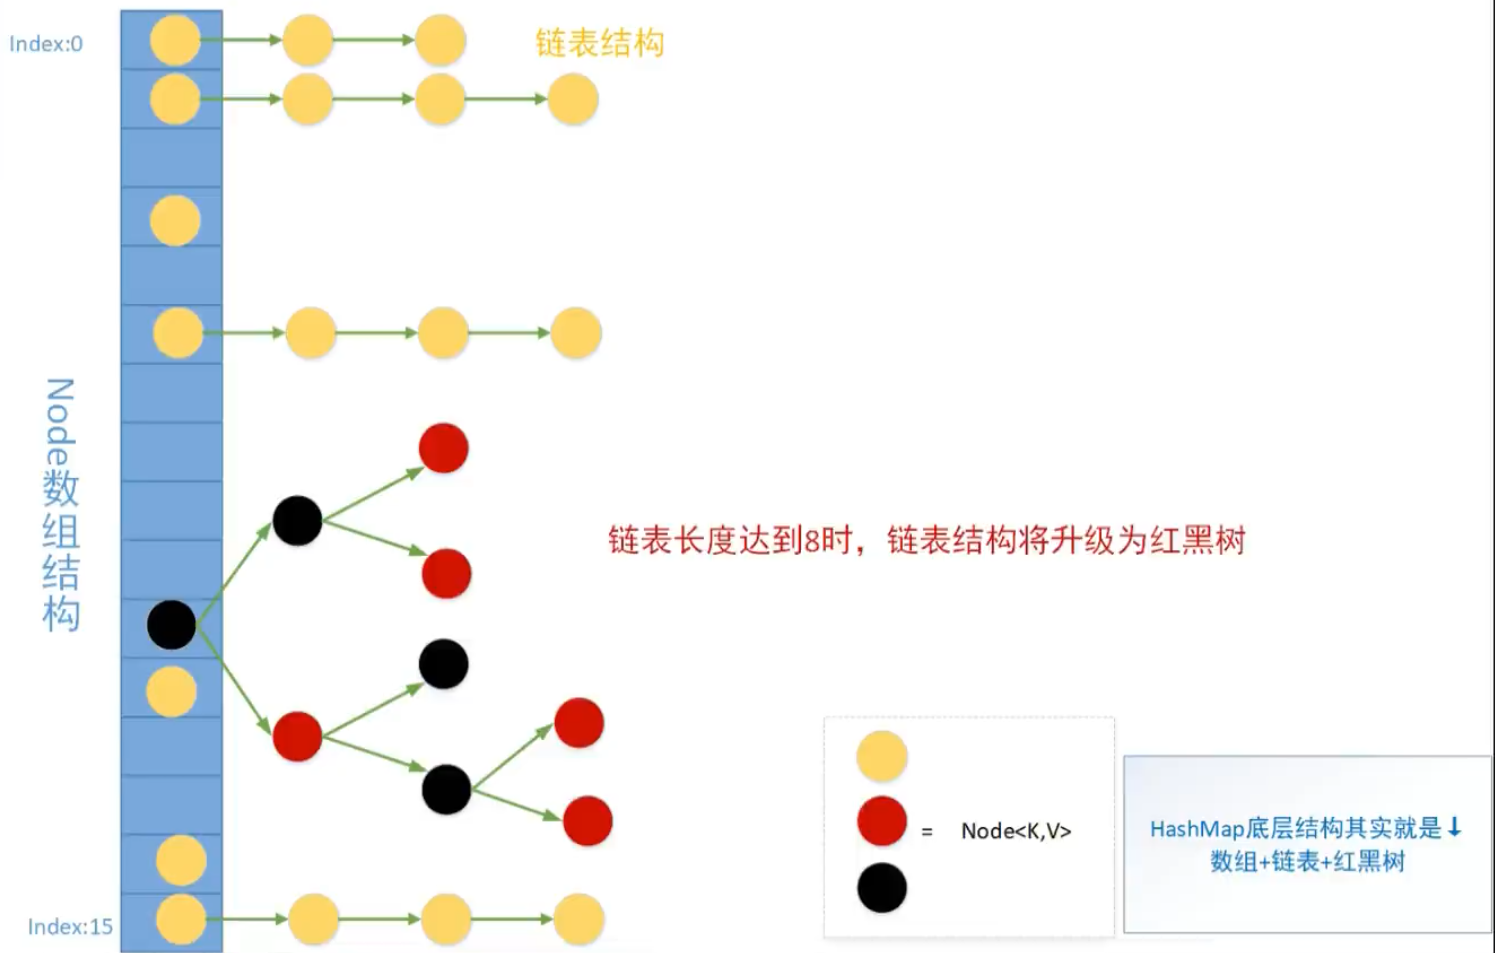 Index:0
链表结构
Node数组结构
链表长度达到8时，链表结构将升级为红黑树
= Node<K,V>
HashMap底层结构其实就是↓
数组+链表+红黑树
Index:15